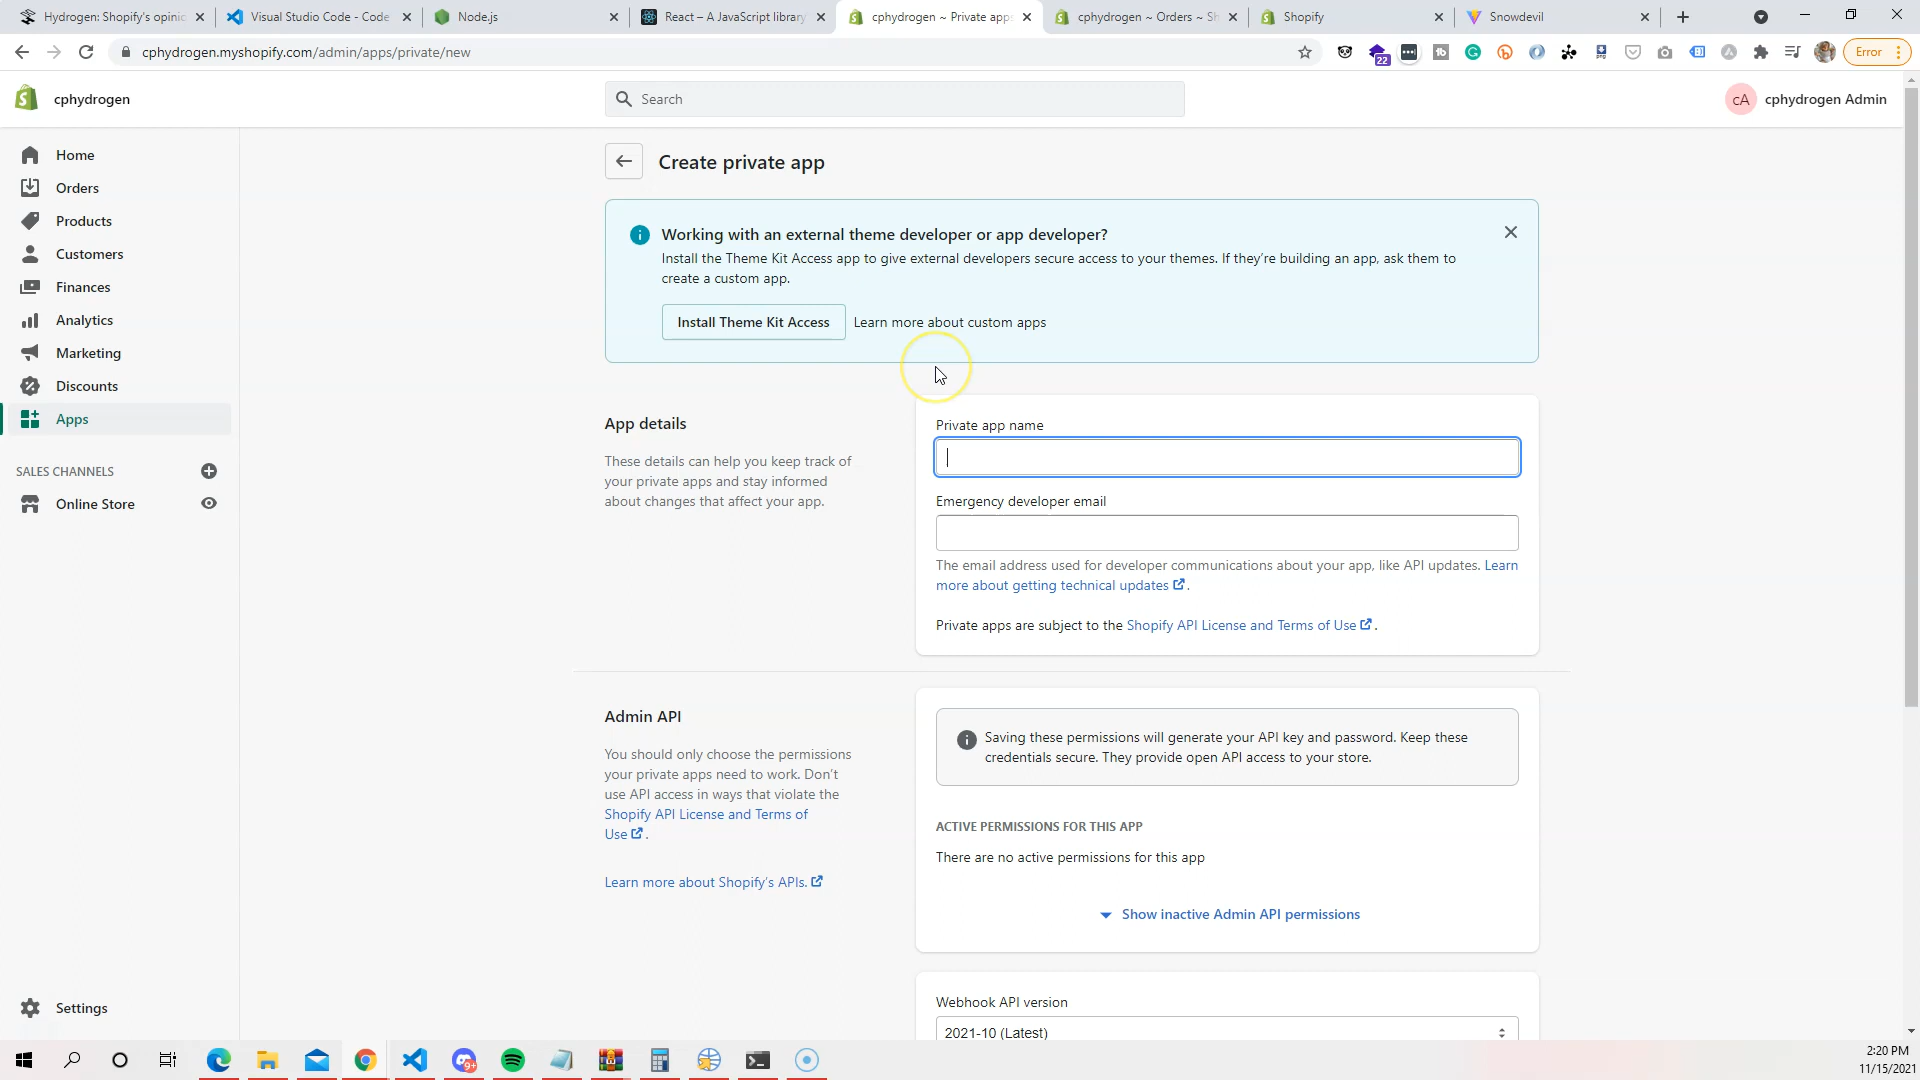 Hydrogen: Shopify's opinio
Visual Studio Code - Code
Node.js
React – A JavaScript library
cphydrogen ~ Private apps
cphydrogen ~ Orders ~ Sh
Shopify
Snowdevil
cphydrogen.myshopify.com/admin/apps/private/new
22
Error
cphydrogen
Search
cA
cphydrogen Admin
Home
Orders
Products
Customers
Finances
Analytics
Marketing
Discounts
Apps
SALES CHANNELS
Online Store
Settings
Create private app
Working with an external theme developer or app developer?
Install the Theme Kit Access app to give external developers secure access to your themes. If they're building an app, ask them to
create a custom app.
Install Theme Kit Access
Learn more about custom apps
App details
These details can help you keep track of
your private apps and stay informed
about changes that affect your app.
Private app name
Emergency developer email
The email address used for developer communications about your app, like API updates. Learn
more about getting technical updates .
Private apps are subject to the Shopify API License and Terms of Use .
Admin API
You should only choose the permissions
your private apps need to work. Don't
use API access in ways that violate the
Shopify API License and Terms of
Use .
Learn more about Shopify's APIs.
Saving these permissions will generate your API key and password. Keep these
credentials secure. They provide open API access to your store.
ACTIVE PERMISSIONS FOR THIS APP
There are no active permissions for this app
Show inactive Admin API permissions
Webhook API version
2021-10 (Latest)
9+
2:20 PM
11/15/2021